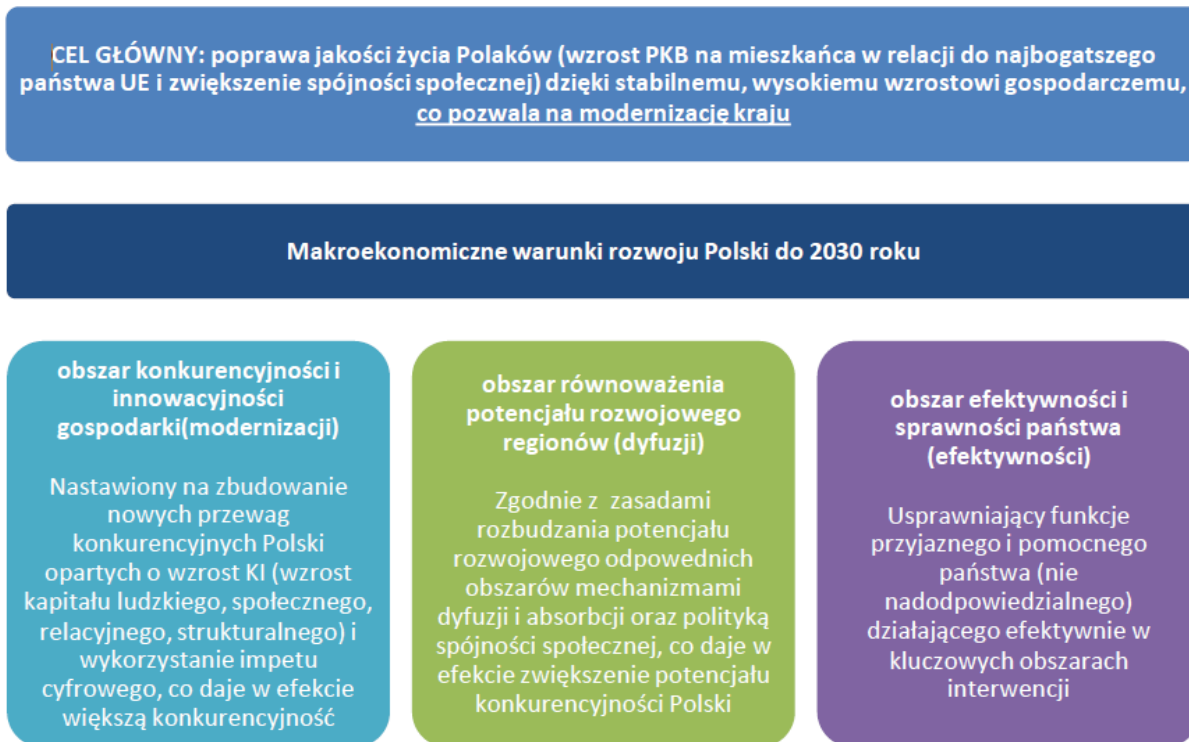 CEL GŁÓWNY: poprawa jakości życia Polaków (wzrost PKB na mieszkańca w relacji do najbogatszego
państwa UE i zwiększenie spójności społecznej) dzięki stabilnemu, wysokiemu wzrostowi gospodarczemu,
co pozwala na modernizację kraju
Makroekonomiczne warunki rozwoju Polski do 2030 roku
obszar konkurencyjności i
innowacyjności
gospodarki(modernizacji)
Nastawiony na zbudowanie
nowych przewag
konkurencyjnych Polski
opartych o wzrost KI (wzrost
kapitału ludzkiego, społecznego,
relacyjnego, strukturalnego) i
wykorzystanie impetu
cyfrowego, co daje w efekcie
większą konkurencyjność
obszar równoważenia
potencjału rozwojowego
regionów (dyfuzji)
Zgodnie z zasadami
rozbudzania potencjału
rozwojowego odpowednich
obszarów mechanizmami
dyfuzji i absorbcji oraz polityką
spójności społecznej, co daje w
efekcie zwiększenie potencjału
konkurencyjności Polski
obszar efektywności i
sprawności państwa
(efektywności)
Usprawniający funkcje
przyjaznego i pomocnego
państwa (nie
nadodpowiedzialnego)
działającego efektywnie w
kluczowych obszarach
interwencji